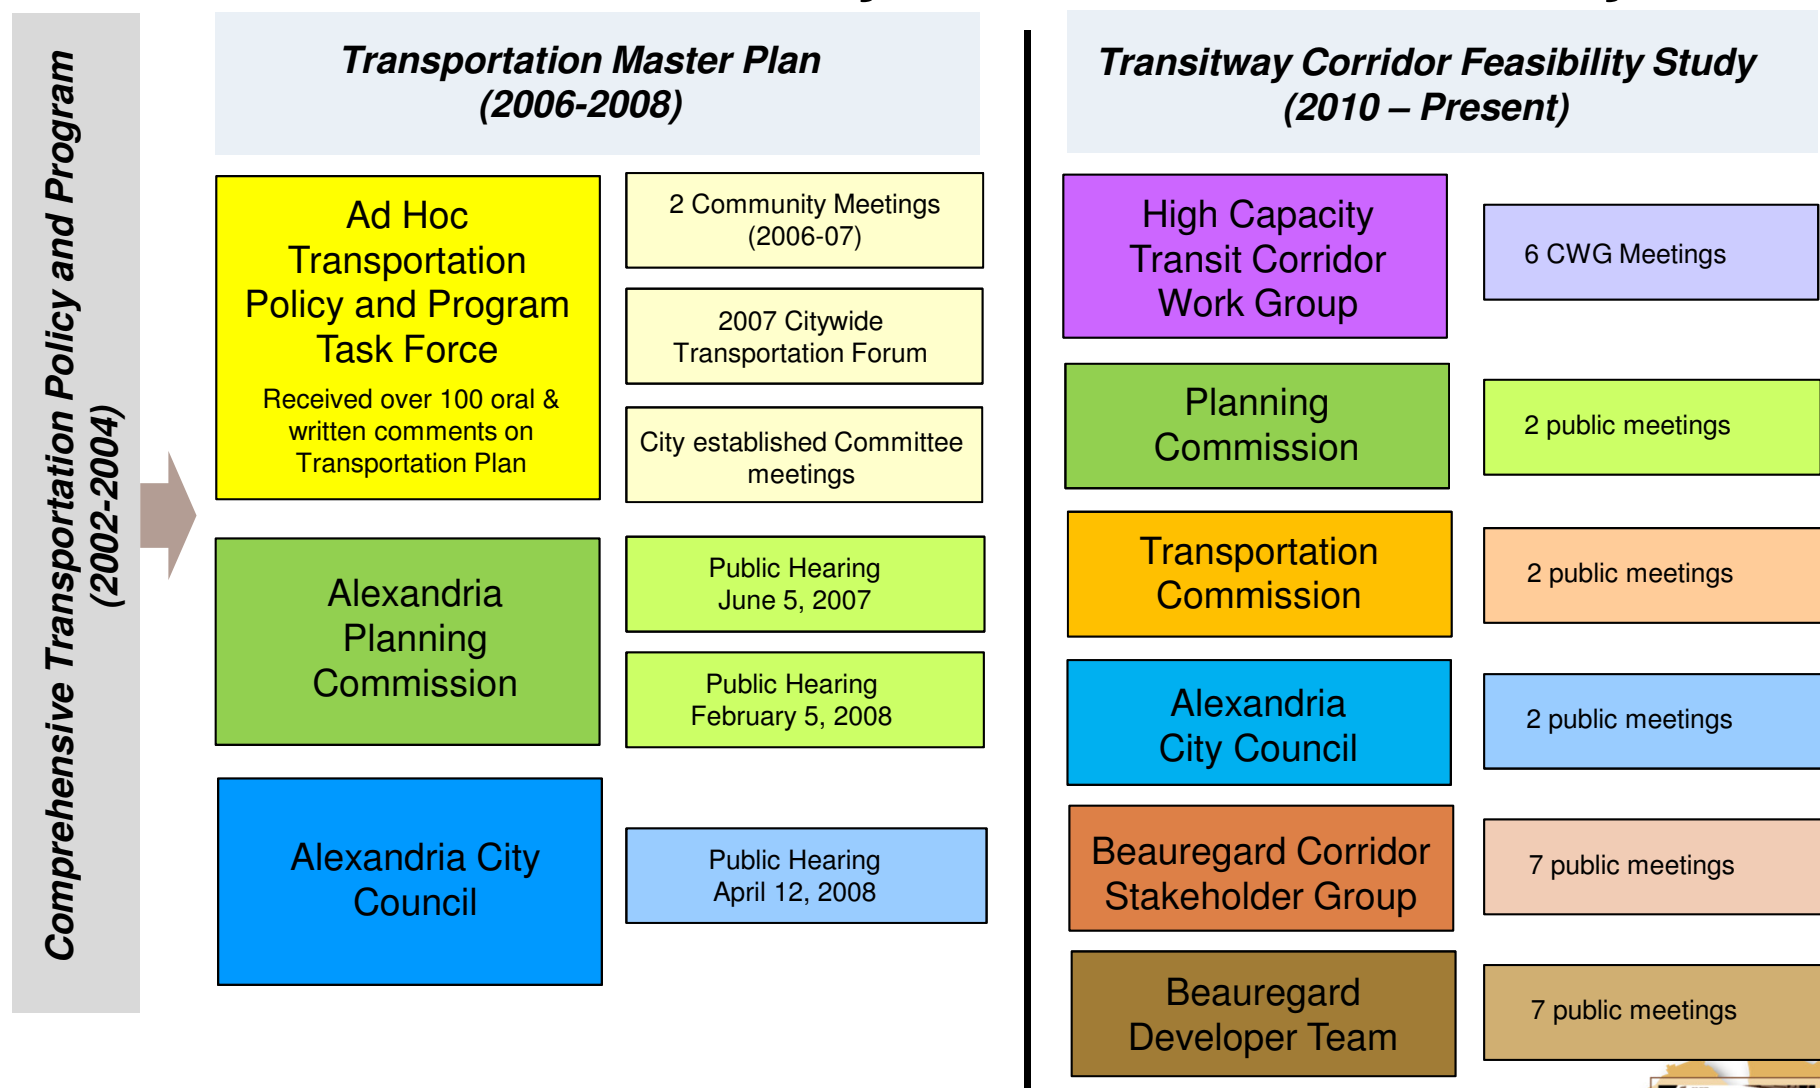 Comprehensive Transportation Policy and Program
(2002-2004)
Transportation Master Plan
(2006-2008)
Ad Hoc
Transportation
Policy and Program
Task Force
Received over 100 oral &
written comments on
Transportation Plan
2 Community Meetings
(2006-07)
2007 Citywide
Transportation Forum
City established Committee
meetings
Alexandria
Planning
Commission
Public Hearing
June 5, 2007
Public Hearing
February 5, 2008
Alexandria City
Council
Public Hearing
April 12, 2008
Transitway Corridor Feasibility Study
(2010 – Present)
High Capacity
Transit Corridor
Work Group
6 CWG Meetings
Planning
Commission
2 public meetings
Transportation
Commission
2 public meetings
Alexandria
City Council
2 public meetings
Beauregard Corridor
Stakeholder Group
7 public meetings
Beauregard
Developer Team
7 public meetings